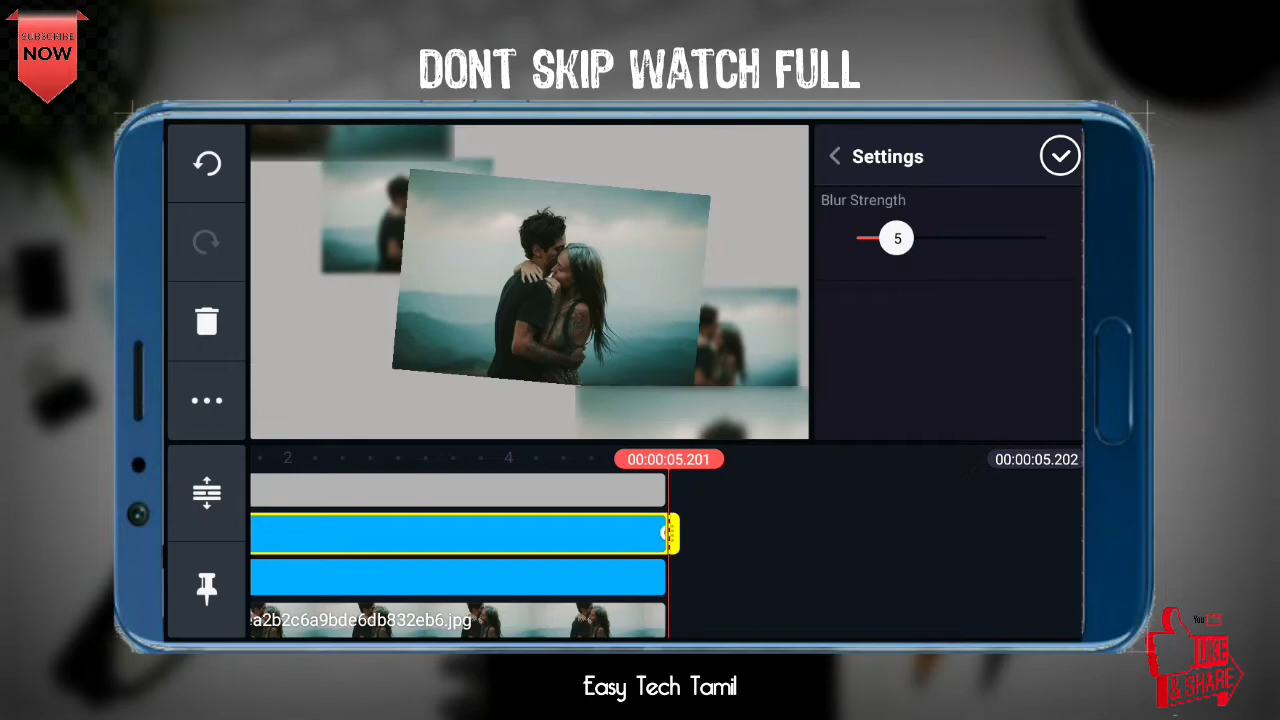 SUBSCRIBE
NOW
DONT SKIP WATCH FULL
Settings
Blur Strength
5
2
4
00:00:05.201
00:00:05.202
a2b2c6a9bde6db832eb6.jpg
You
LIKE
& SHARE
Easy Tech Tamil